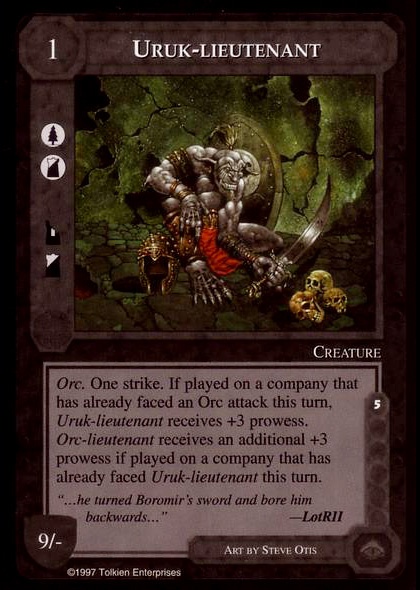 1
URUK-LIEUTENANT
CREATURE
Orc. One strike. If played on a company that
has already faced an Orc attack this turn,
Uruk-lieutenant receives +3 prowess.
Orc-lieutenant receives an additional +3
prowess if played on a company that has
already faced Uruk-lieutenant this turn.
5
“...he turned Boromir's sword and bore him
backwards...” —LotRII
9/-
ART BY STEVE OTIS
©1997 Tolkien Enterprises